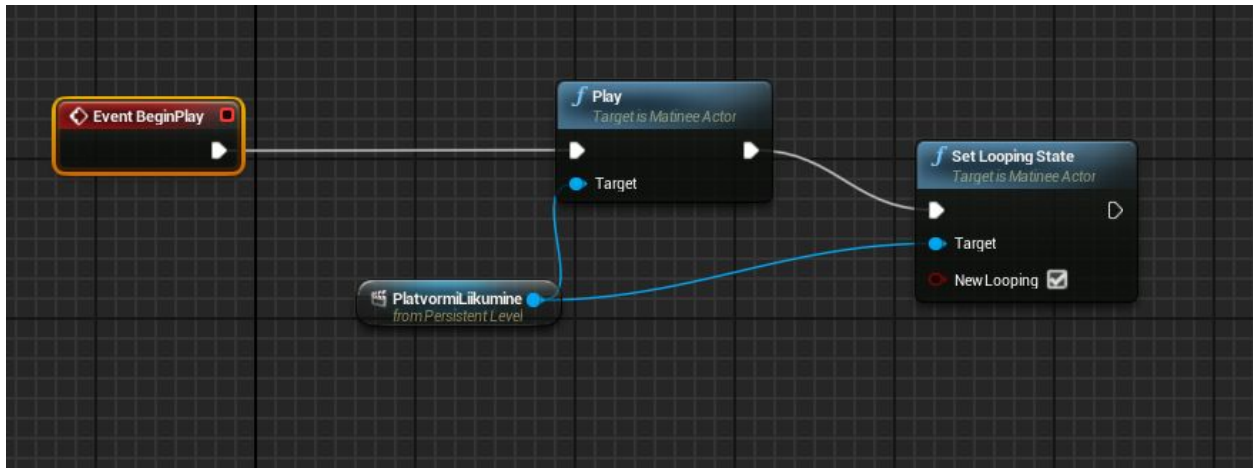 Event BeginPlay
Play
Target is Matinee Actor
Target
Set Looping State
Target is Matinee Actor
Target
New Looping
PlatvormiLiikumine
from Persistent Level